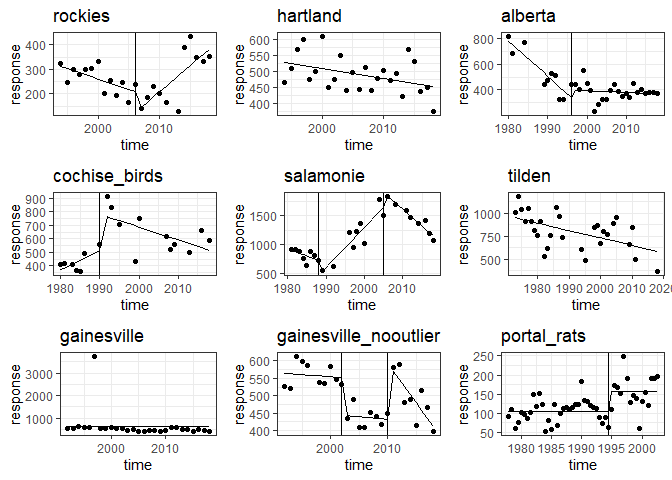 rockies
response
400
300
200
2000
2010
time
hartland
response
600
550
500
450
400
2000
2010
time
alberta
response
800
600
400
1980
1990
2000
2010
time
cochise_birds
response
900
800
700
600
500
400
1980
1990
2000
2010
time
salamonie
response
1500
1000
500
1980
1990
2000
2010
time
tilden
response
1000
750
500
1980
1990
2000
2010
2020
time
gainesville
response
3000
2000
1000
2000
2010
time
gainesville_nooutlier
response
600
550
500
450
400
2000
2010
time
portal_rats
response
250
200
150
100
50
1980
1985
1990
1995
2000
time